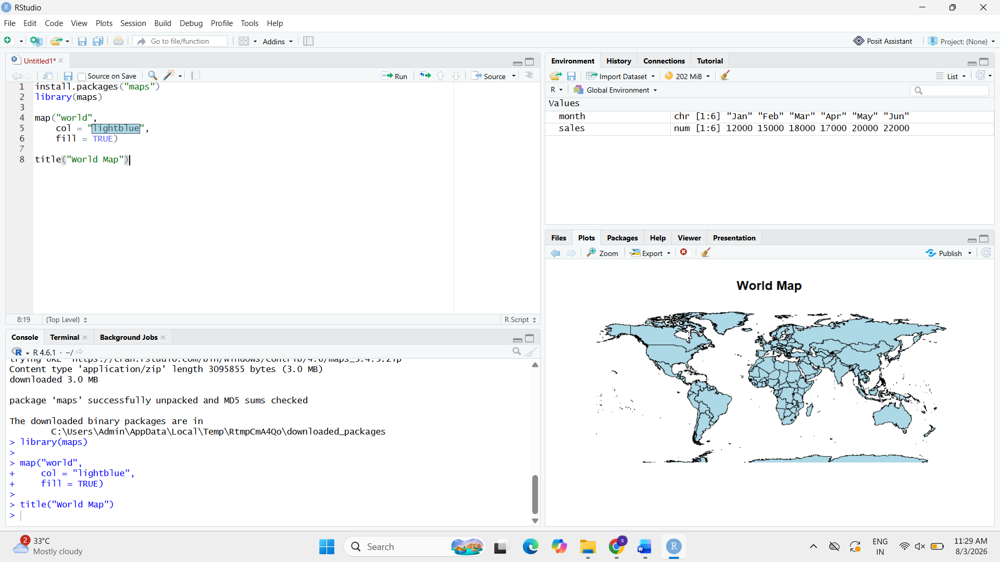 RStudio
File Edit Code View Plots Session Build Debug Profile Tools Help
Go to file/function Addins Posit Assistant Project: (None)
Untitled1*
Source on Save Run Source
1 install.packages("maps")
2 library(maps)
3
4 map("world",
5     col = "lightblue",
6     fill = TRUE)
7
8 title("World Map")
8:19 (Top Level) R Script
Console Terminal Background Jobs
R 4.6.1 · ~/
Content type 'application/zip' length 3095855 bytes (3.0 MB)
downloaded 3.0 MB
package ‘maps’ successfully unpacked and MD5 sums checked
The downloaded binary packages are in
        C:\Users\Admin\AppData\Local\Temp\RtmpCmA4Qo\downloaded_packages
> library(maps)
>
> map("world",
+     col = "lightblue",
+     fill = TRUE)
>
> title("World Map")
>
Environment History Connections Tutorial
Import Dataset 202 MiB List
R Global Environment
Values
month chr [1:6] "Jan" "Feb" "Mar" "Apr" "May" "Jun"
sales num [1:6] 12000 15000 18000 17000 20000 22000
Files Plots Packages Help Viewer Presentation
Zoom Export Publish
World Map
2
33°C
Mostly cloudy
Search
ENG
IN
11:29 AM
8/3/2026